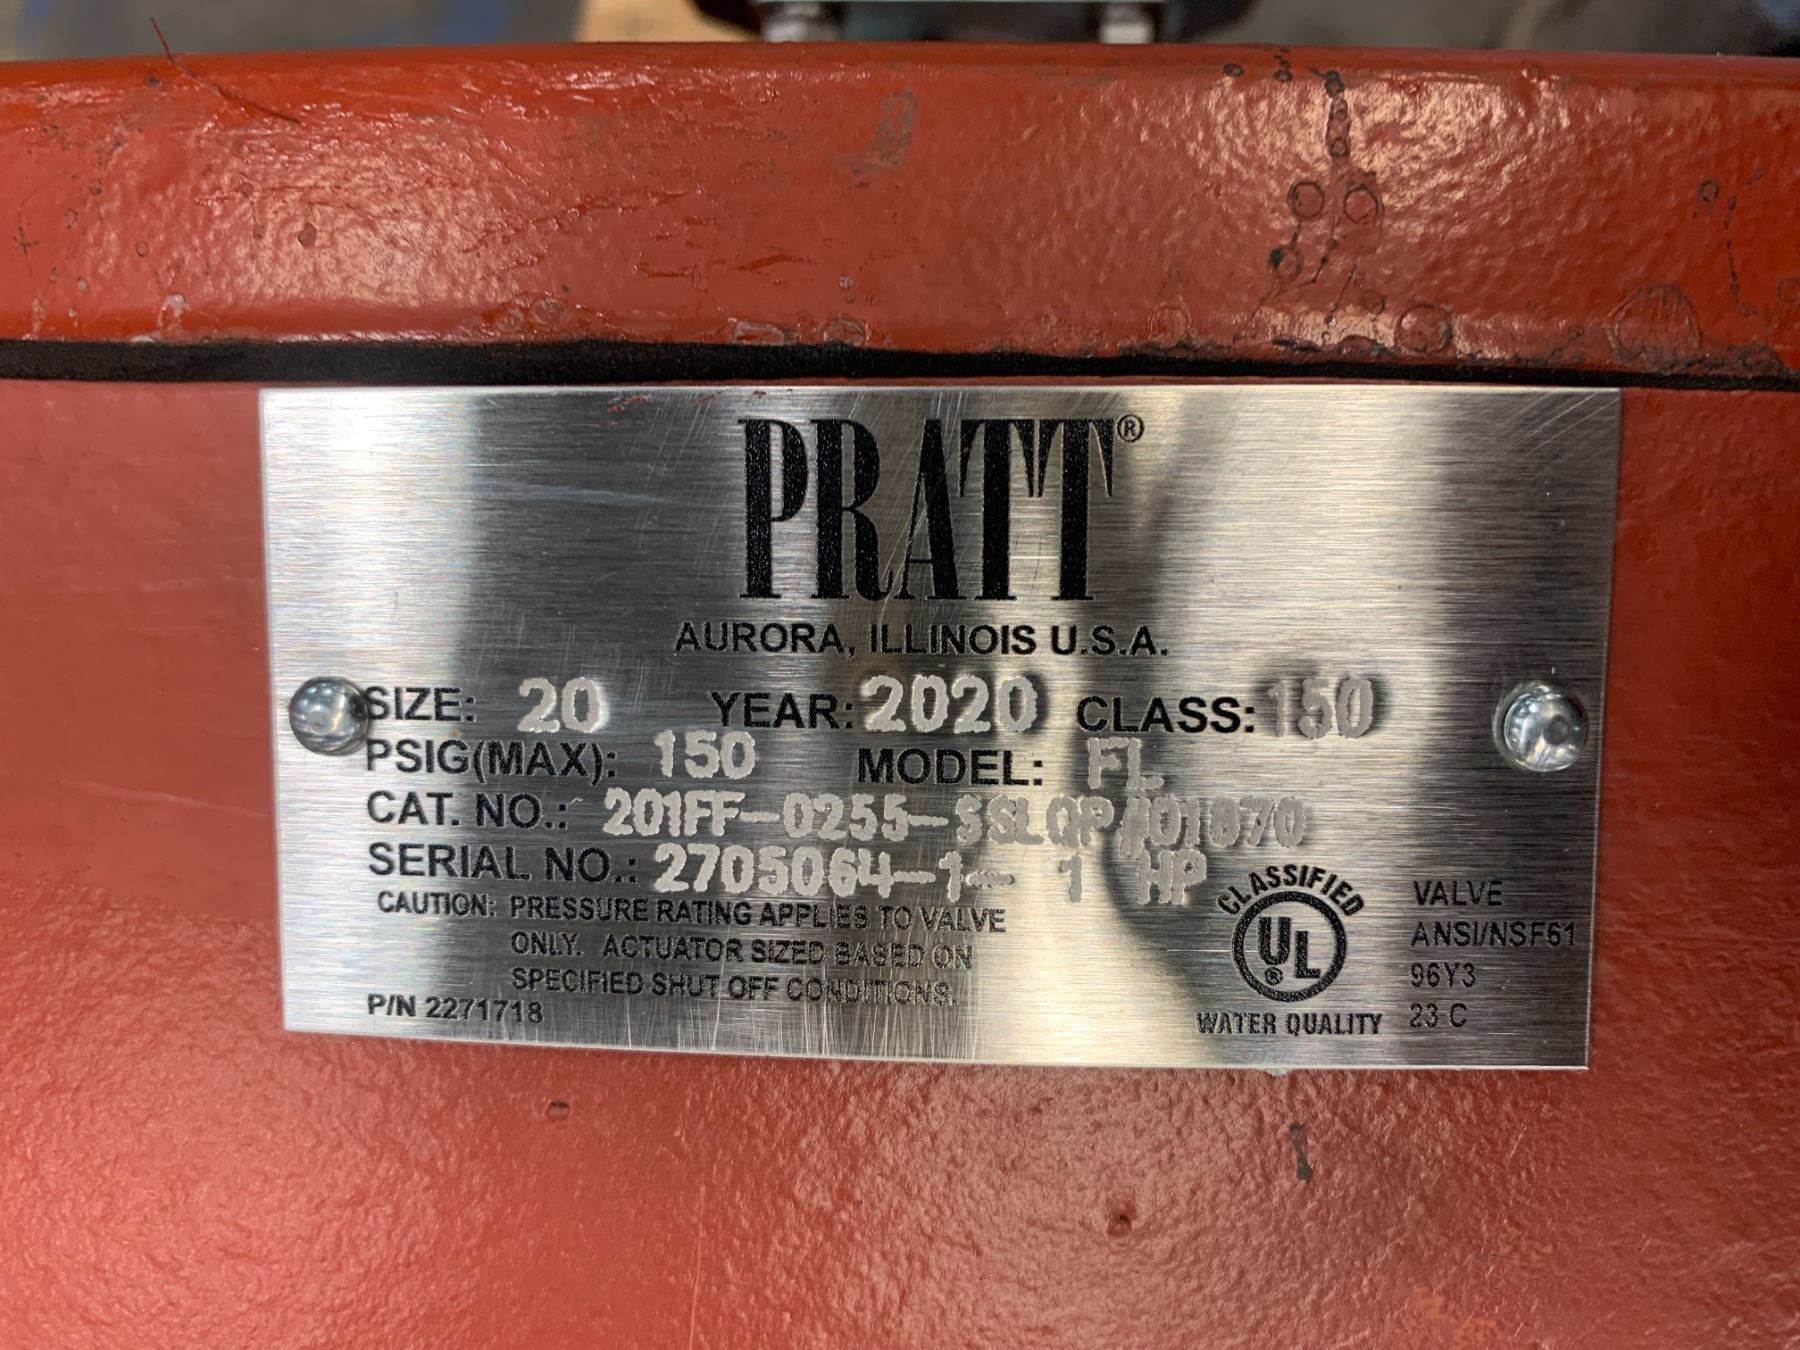 PRATT®
AURORA, ILLINOIS U.S.A.
SIZE: 20 YEAR: 2020 CLASS: 150
PSIG(MAX): 150 MODEL: FL
CAT. NO.: 201FF-0255-SSLQP/J01870
SERIAL NO.: 2705064-1- 1 HP
CAUTION: PRESSURE RATING APPLIES TO VALVE
ONLY. ACTUATOR SIZED BASED ON
SPECIFIED SHUT OFF CONDITIONS.
P/N 2271718
CLASSIFIED
UL®
WATER QUALITY
VALVE
ANSI/NSF61
96Y3
23 C